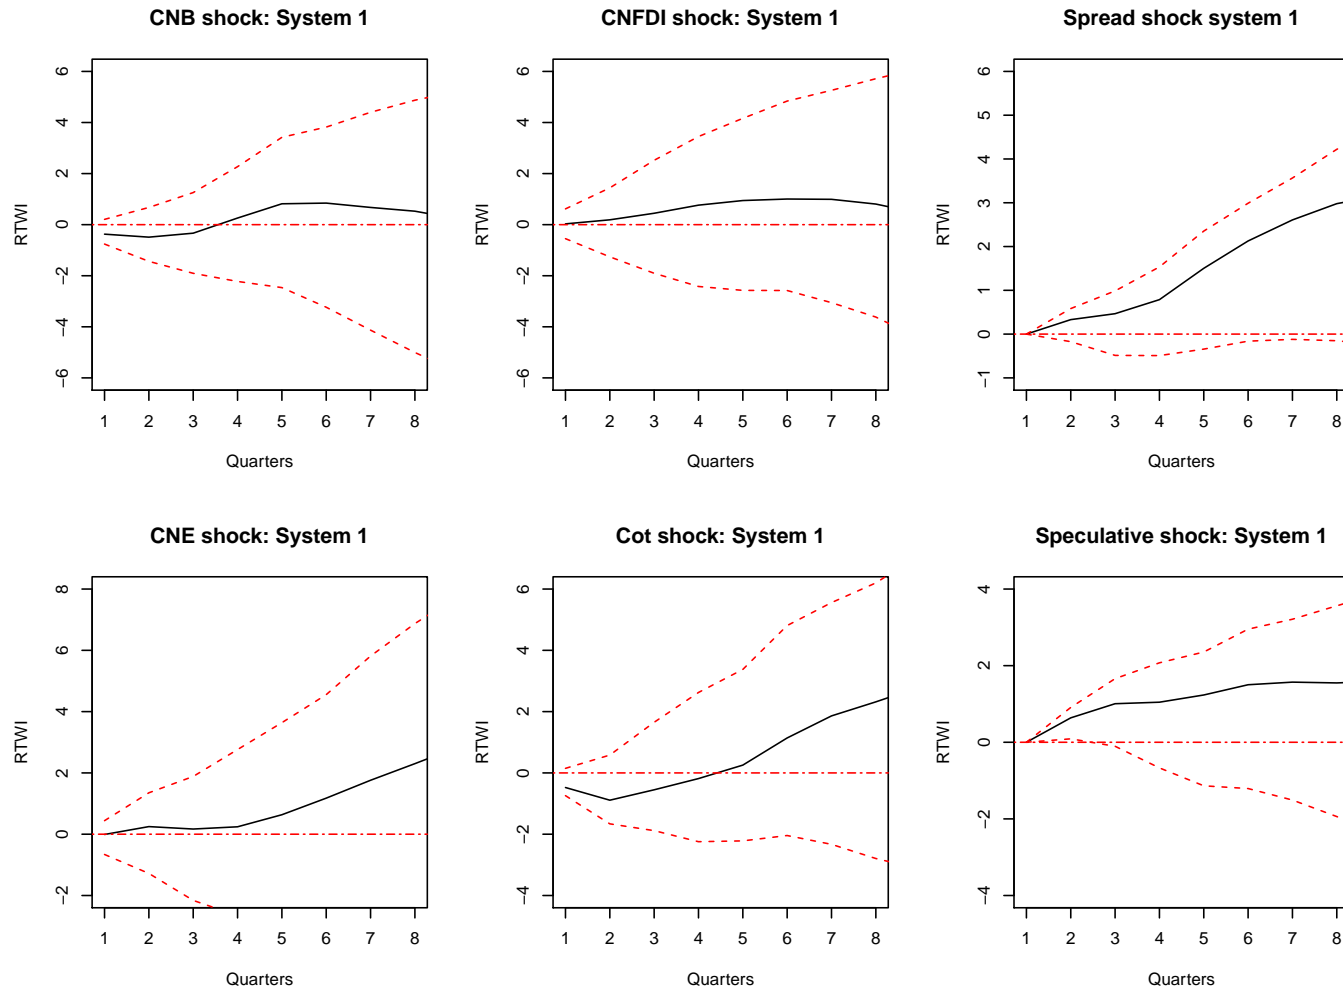 CNB shock: System 1
RTWI
6
4
2
0
−2
−4
−6
1 2 3 4 5 6 7 8
Quarters
CNFDI shock: System 1
RTWI
6
4
2
0
−2
−4
−6
1 2 3 4 5 6 7 8
Quarters
Spread shock system 1
RTWI
6
5
4
3
2
1
0
−1
1 2 3 4 5 6 7 8
Quarters
CNE shock: System 1
RTWI
8
6
4
2
0
−2
1 2 3 4 5 6 7 8
Quarters
Cot shock: System 1
RTWI
6
4
2
0
−2
−4
1 2 3 4 5 6 7 8
Quarters
Speculative shock: System 1
RTWI
4
2
0
−2
−4
1 2 3 4 5 6 7 8
Quarters